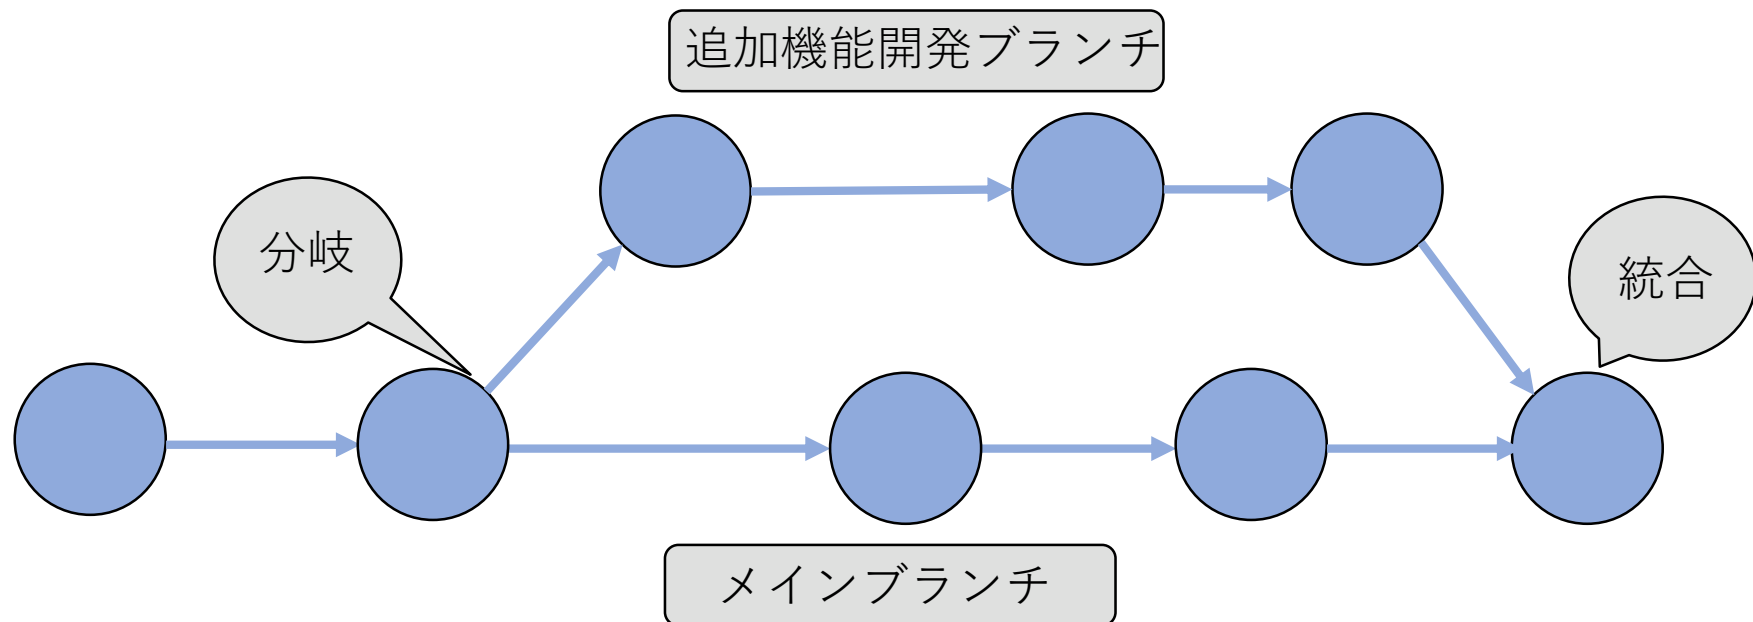 追加機能開発ブランチ
分岐
統合
メインブランチ